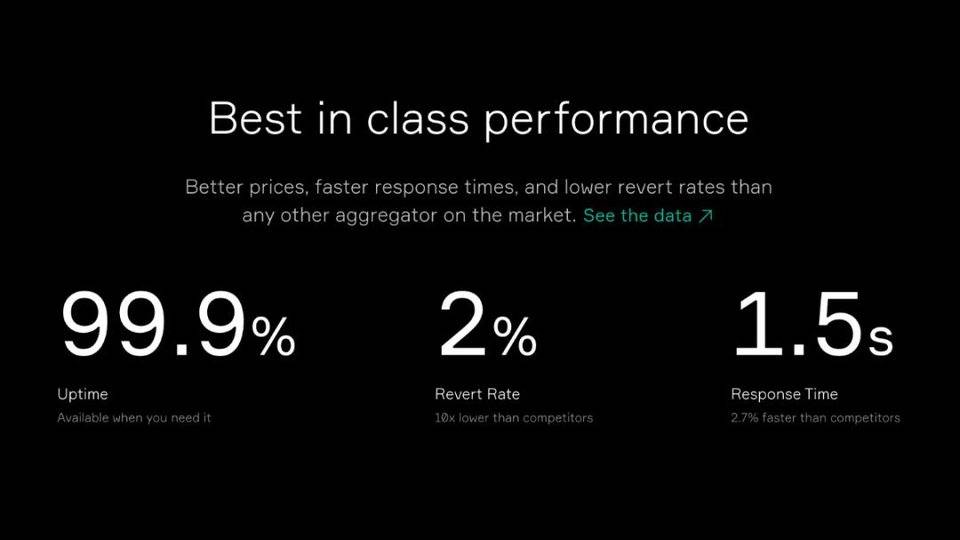 Best in class performance
Better prices, faster response times, and lower revert rates than
any other aggregator on the market. See the data ↗
99.9%
Uptime
Available when you need it
2%
Revert Rate
10x lower than competitors
1.5s
Response Time
2.7% faster than competitors